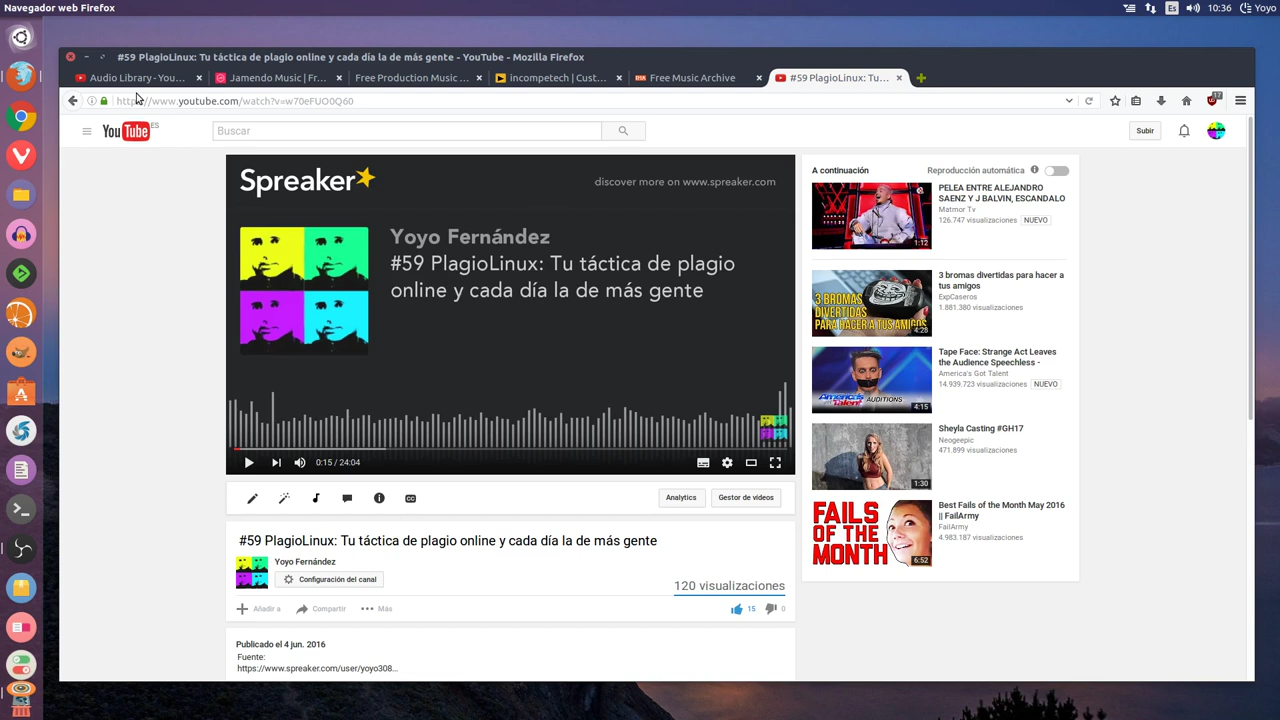 Navegador web Firefox
Es
10:36
Yoyo
#59 PlagioLinux: Tu táctica de plagio online y cada día la de más gente - YouTube - Mozilla Firefox
Audio Library - You...
Jamendo Music | Fr...
Free Production Music ...
incompetech | Cust...
Free Music Archive
#59 PlagioLinux: Tu...
https://www.youtube.com/watch?v=w70eFUO0Q60
17
YouTube ES
Buscar
Subir
Spreaker
discover more on www.spreaker.com
Yoyo Fernández
#59 PlagioLinux: Tu táctica de plagio
online y cada día la de más gente
0:15 / 24:04
Analytics
Gestor de vídeos
#59 PlagioLinux: Tu táctica de plagio online y cada día la de más gente
Yoyo Fernández
Configuración del canal
120 visualizaciones
Añadir a
Compartir
Más
15
0
Publicado el 4 jun. 2016
Fuente:
https://www.spreaker.com/user/yoyo308...
A continuación
Reproducción automática
PELEA ENTRE ALEJANDRO
SAENZ Y J BALVIN, ESCANDALO
Matmor Tv
126.747 visualizaciones
NUEVO
1:12
3 bromas divertidas para hacer a
tus amigos
ExpCaseros
1.881.380 visualizaciones
3 BROMAS
DIVERTIDAS
PARA HACER A TUS AMIGOS
4:28
Tape Face: Strange Act Leaves
the Audience Speechless -
America's Got Talent
14.939.723 visualizaciones
NUEVO
America's Talent AUDITIONS
4:15
Sheyla Casting #GH17
Neogeepic
471.899 visualizaciones
1:30
Best Fails of the Month May 2016
|| FailArmy
FailArmy
4.983.187 visualizaciones
FAILS
OF THE
MONTH
6:52